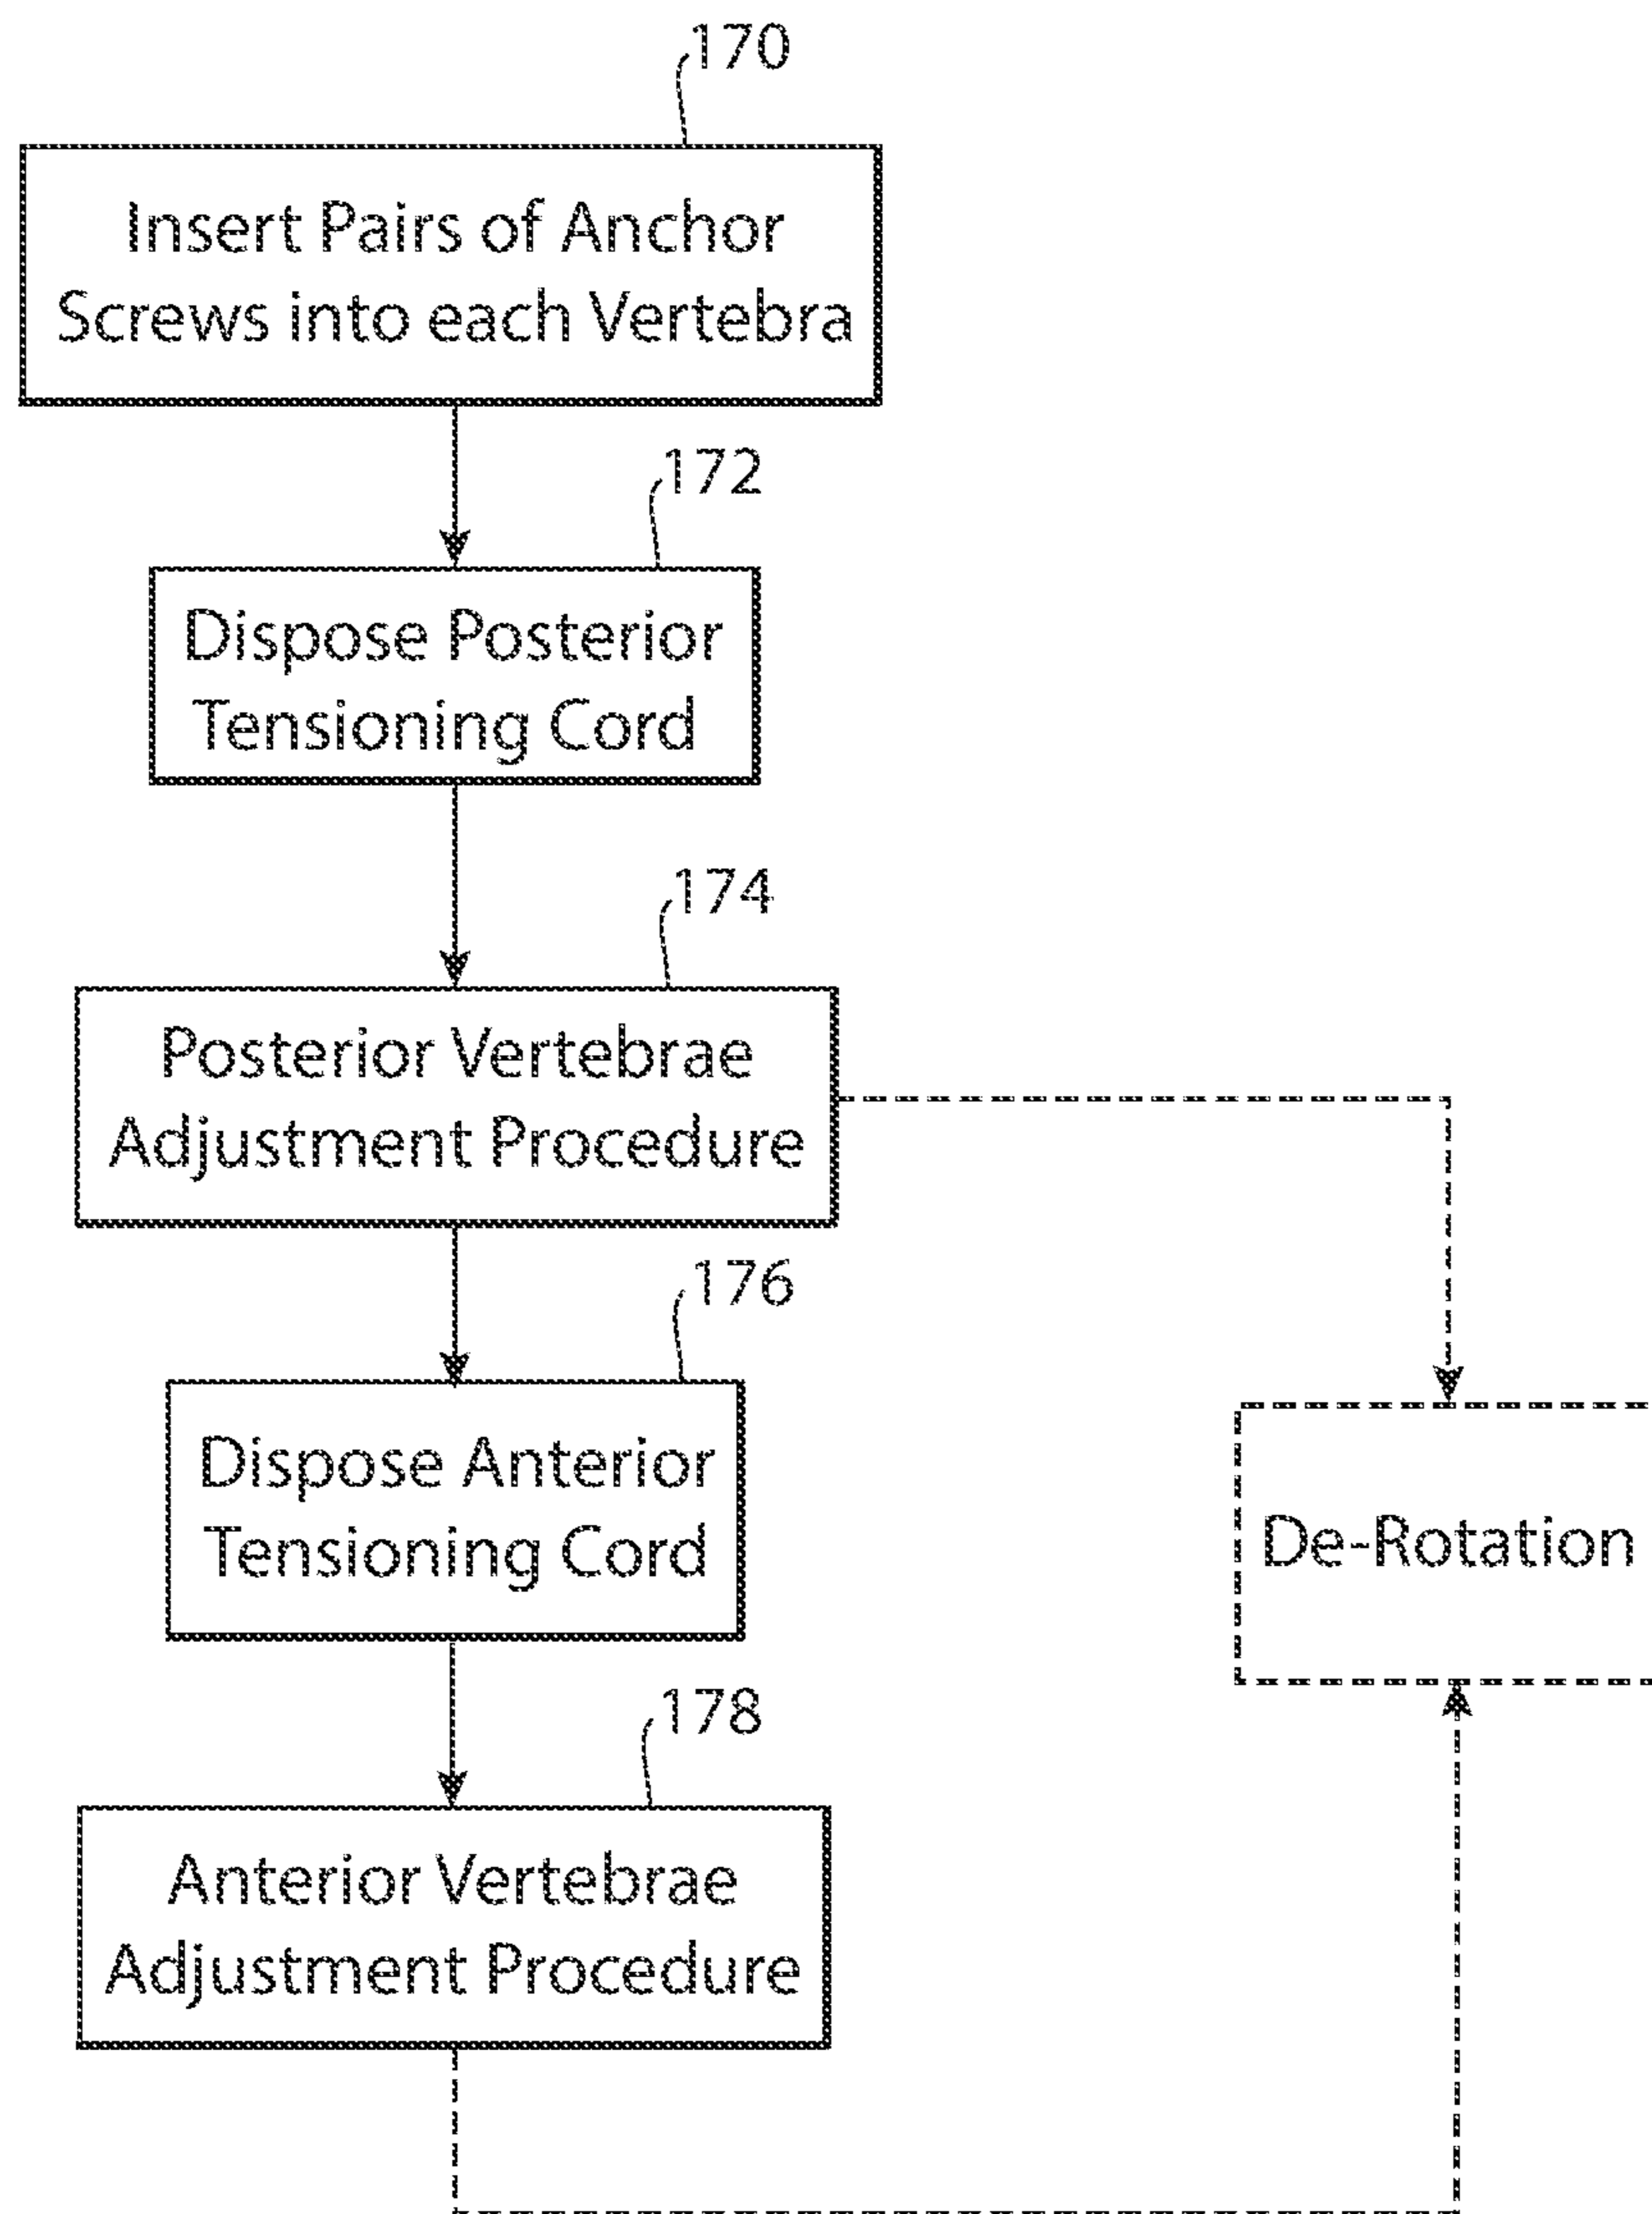 170
Insert Pairs of Anchor
Screws into each Vertebra
172
Dispose Posterior
Tensioning Cord
174
Posterior Vertebrae
Adjustment Procedure
176
Dispose Anterior
Tensioning Cord
De-Rotation
178
Anterior Vertebrae
Adjustment Procedure